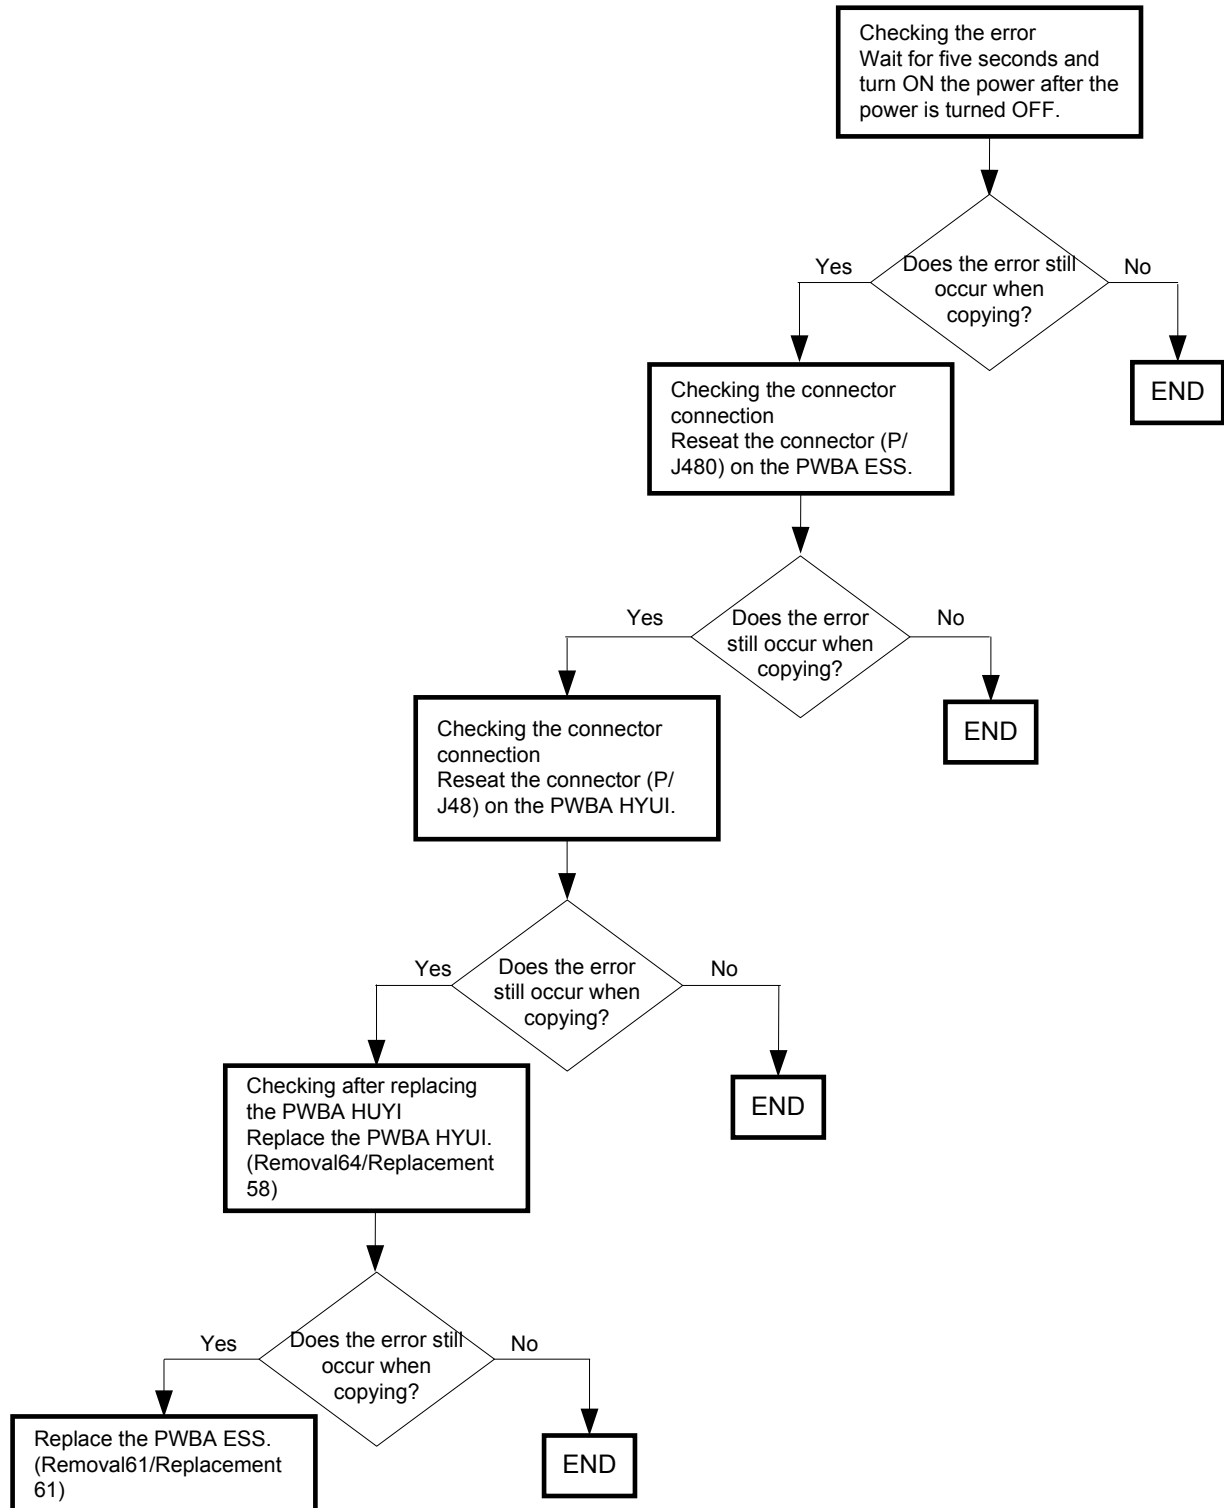 Checking the error
Wait for five seconds and
turn ON the power after the
power is turned OFF.
Yes
Does the error still
occur when
copying?
No
END
Checking the connector
connection
Reseat the connector (P/
J480) on the PWBA ESS.
Yes
Does the error
still occur when
copying?
No
END
Checking the connector
connection
Reseat the connector (P/
J48) on the PWBA HYUI.
Yes
Does the error
still occur when
copying?
No
END
Checking after replacing
the PWBA HUYI
Replace the PWBA HYUI.
(Removal64/Replacement
58)
Yes
Does the error still
occur when
copying?
No
END
Replace the PWBA ESS.
(Removal61/Replacement
61)